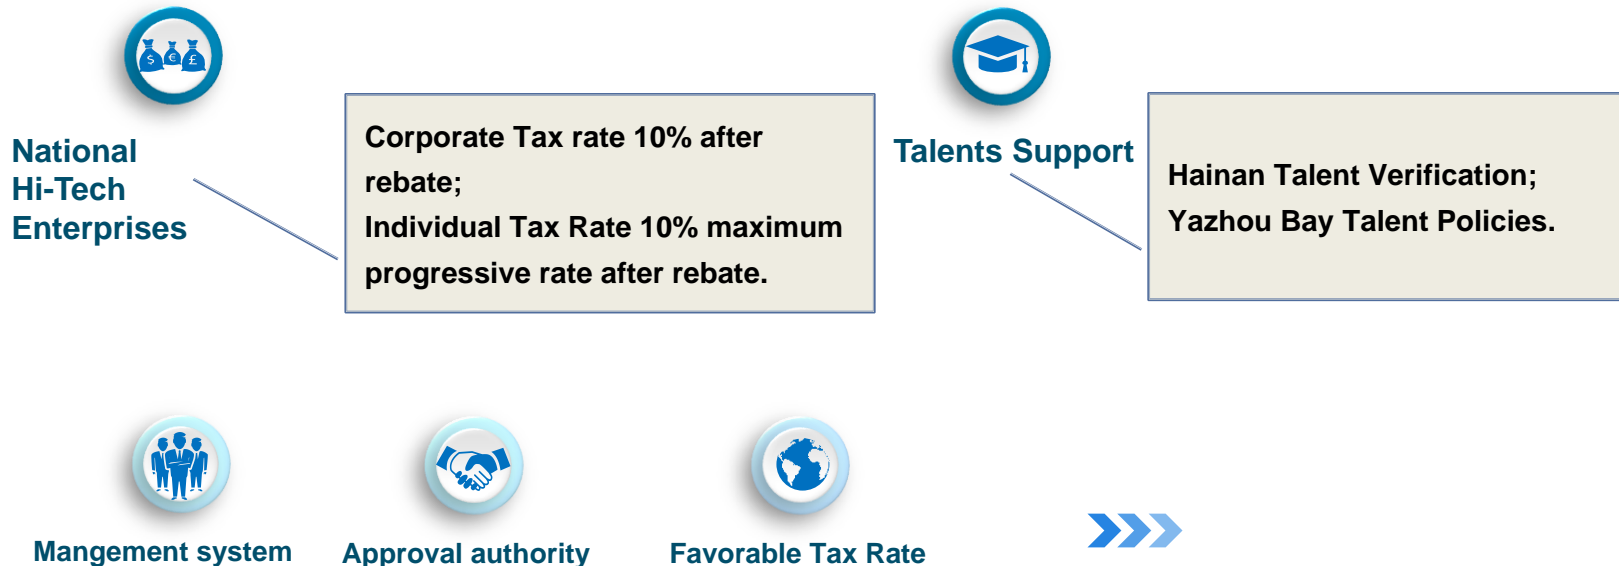 National
Hi-Tech
Enterprises
Corporate Tax rate 10% after
rebate;
Individual Tax Rate 10% maximum
progressive rate after rebate.
Talents Support
Hainan Talent Verification;
Yazhou Bay Talent Policies.
Mangement system
Approval authority
Favorable Tax Rate